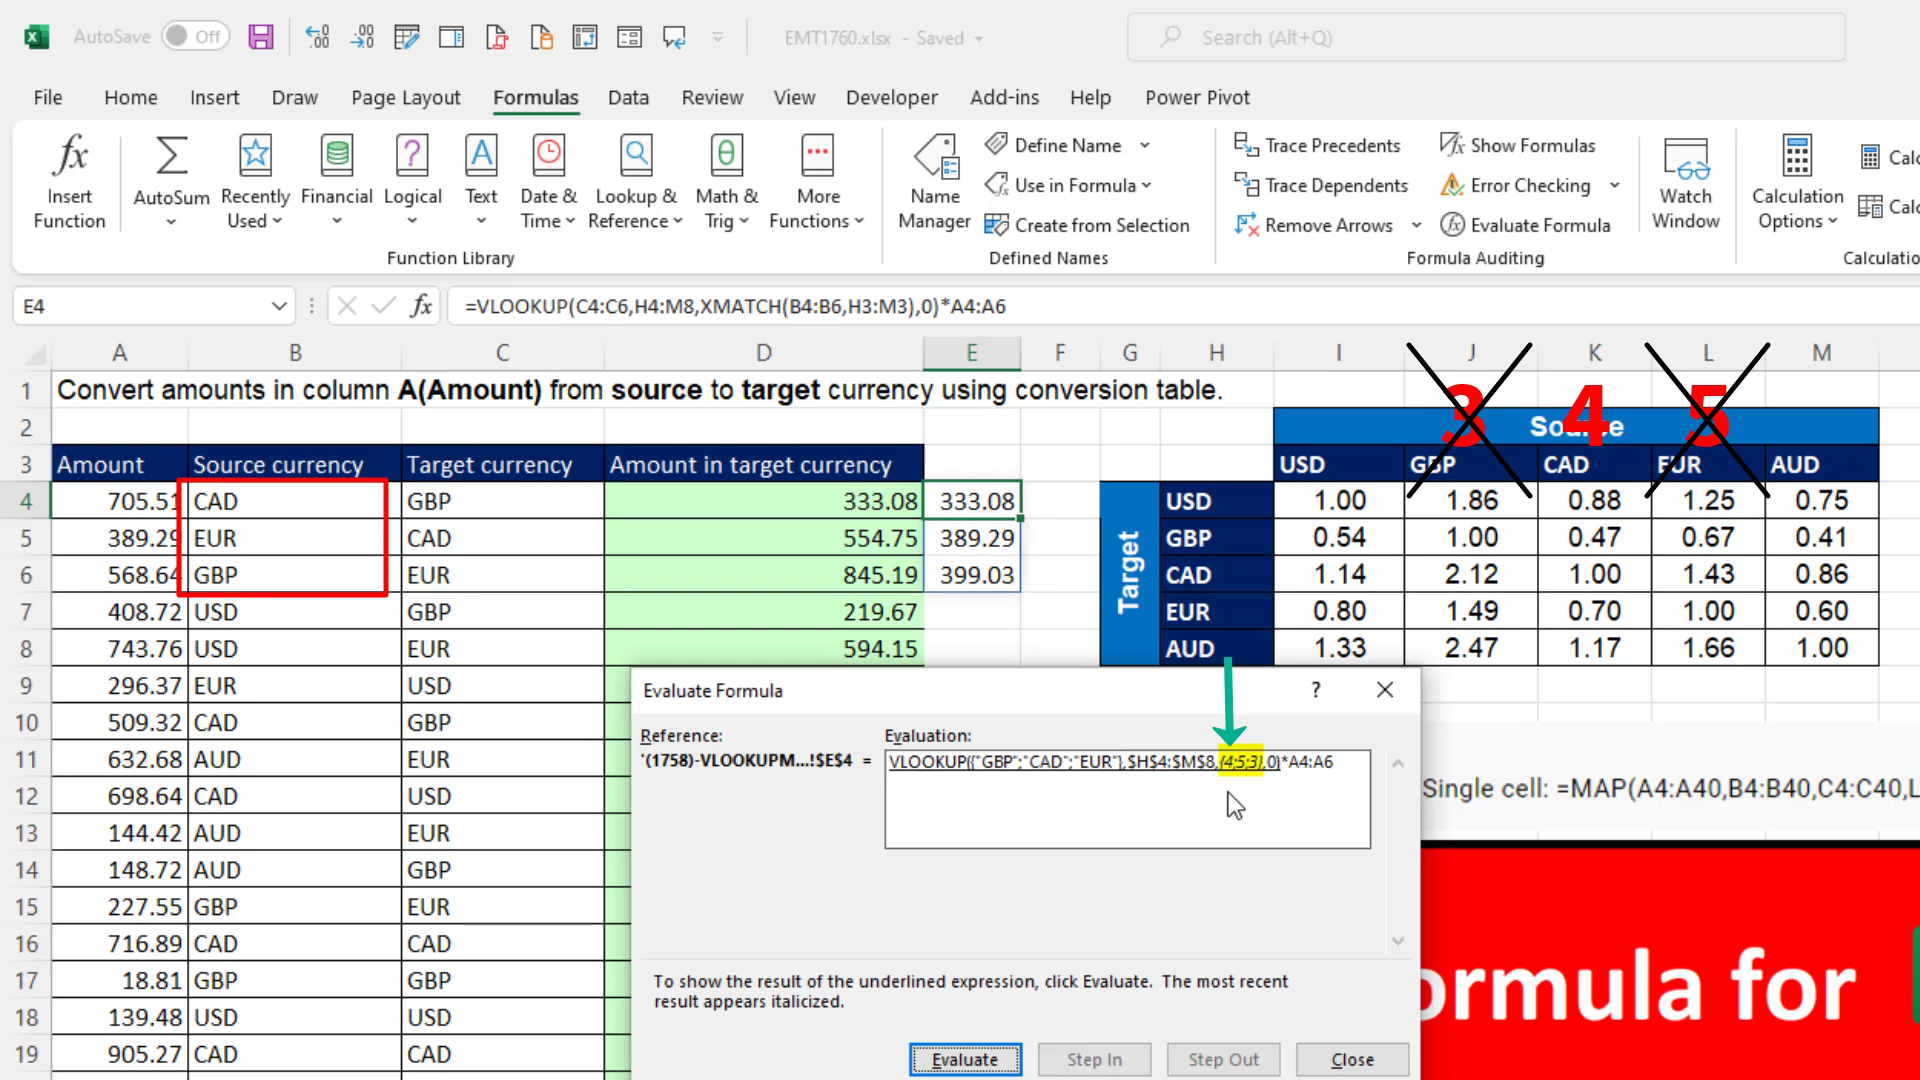 AutoSave Off EMT1760.xlsx - Saved Search (Alt+Q)
File Home Insert Draw Page Layout Formulas Data Review View Developer Add-ins Help Power Pivot
fx Insert Function
AutoSum
Recently Used
Financial
Logical
Text
Date & Time
Lookup & Reference
Math & Trig
More Functions
Function Library
Name Manager
Define Name
Use in Formula
Create from Selection
Defined Names
Trace Precedents
Trace Dependents
Remove Arrows
Show Formulas
Error Checking
Evaluate Formula
Formula Auditing
Watch Window
Calculation Options
E4 fx =VLOOKUP(C4:C6,H4:M8,XMATCH(B4:B6,H3:M3),0)*A4:A6
A B C D E F G H I J K L M
1 Convert amounts in column A(Amount) from source to target currency using conversion table.
3 4 5
2 Source
3 Amount Source currency Target currency Amount in target currency USD GBP CAD EUR AUD
4 705.51 CAD GBP 333.08 333.08 USD 1.00 1.86 0.88 1.25 0.75
5 389.29 EUR CAD 554.75 389.29 GBP 0.54 1.00 0.47 0.67 0.41
6 568.64 GBP EUR 845.19 399.03 CAD 1.14 2.12 1.00 1.43 0.86
7 408.72 USD GBP 219.67 EUR 0.80 1.49 0.70 1.00 0.60
8 743.76 USD EUR 594.15 AUD 1.33 2.47 1.17 1.66 1.00
Target
9 296.37 EUR USD
10 509.32 CAD GBP
11 632.68 AUD EUR
12 698.64 CAD USD
13 144.42 AUD EUR
14 148.72 AUD GBP
15 227.55 GBP EUR
16 716.89 CAD CAD
17 18.81 GBP GBP
18 139.48 USD USD
19 905.27 CAD CAD
Evaluate Formula ?
Reference: Evaluation:
'(1758)-VLOOKUPM...!$E$4 = VLOOKUP({"GBP";"CAD";"EUR"},$H$4:$M$8,{4;5;3},0)*A4:A6
To show the result of the underlined expression, click Evaluate. The most recent
result appears italicized.
Evaluate Step In Step Out Close
Single cell: =MAP(A4:A40,B4:B40,C4:C40,L
ormula for